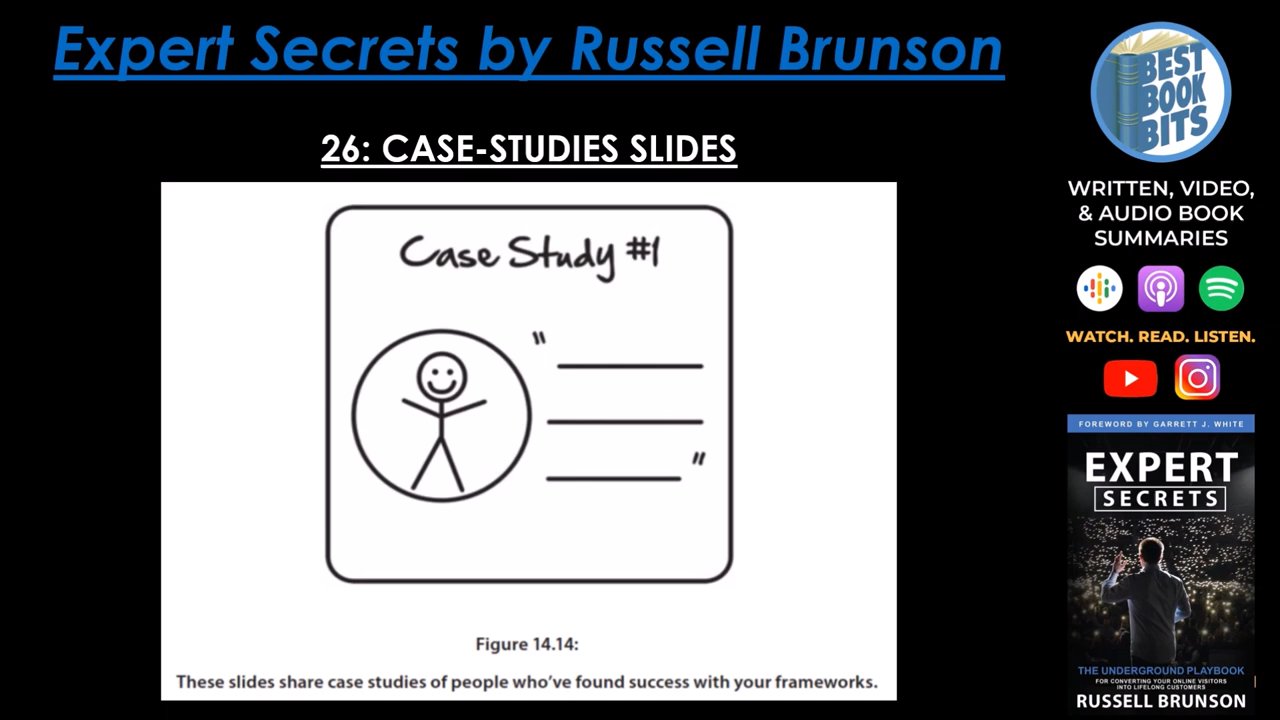 Expert Secrets by Russell Brunson
26: CASE-STUDIES SLIDES
Case Study #1
"
"
Figure 14.14:
These slides share case studies of people who've found success with your frameworks.
BEST
BOOK
BITS
WRITTEN, VIDEO,
& AUDIO BOOK
SUMMARIES
WATCH. READ. LISTEN.
FOREWORD BY GARRETT J. WHITE
EXPERT
SECRETS
THE UNDERGROUND PLAYBOOK
FOR CONVERTING YOUR ONLINE VISITORS
INTO LIFELONG CUSTOMERS
RUSSELL BRUNSON